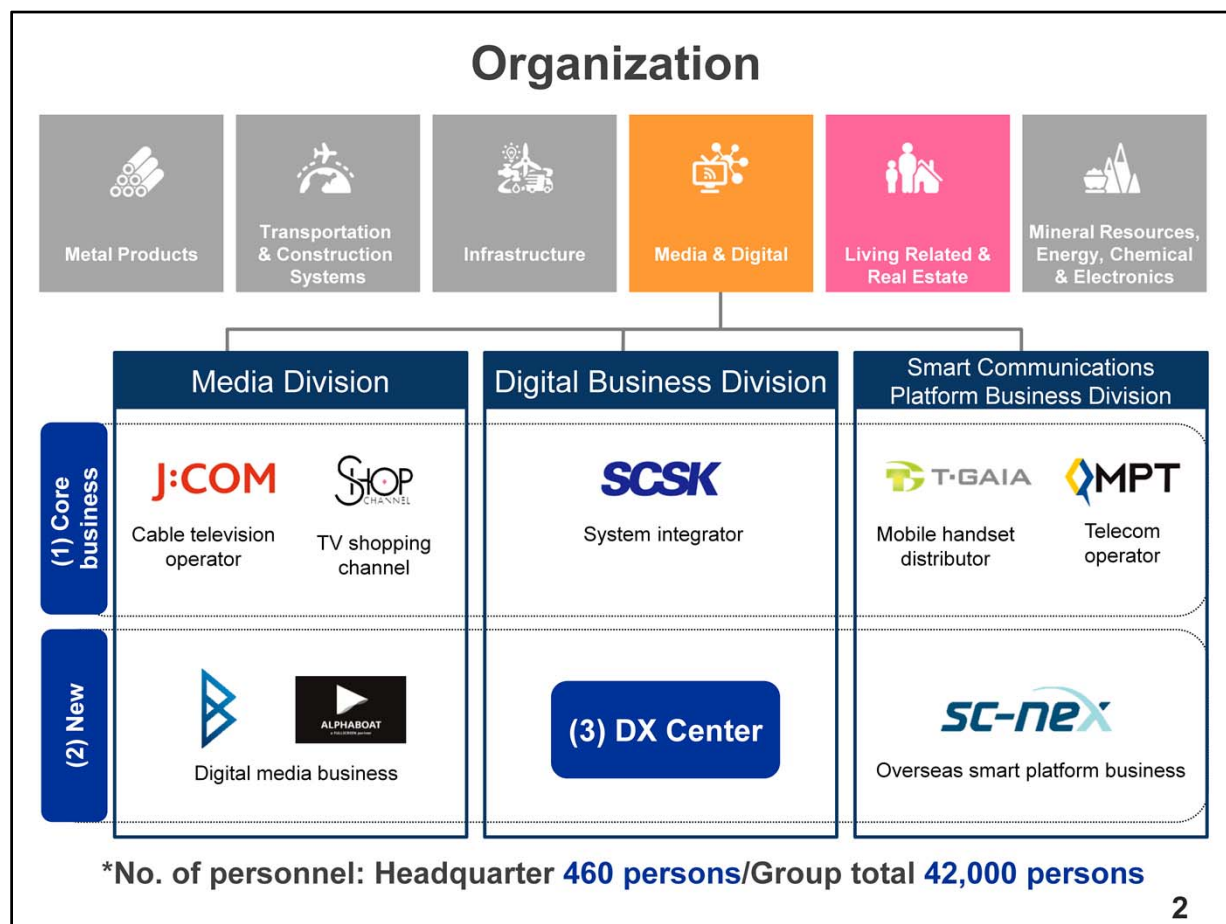 Organization
Metal Products
Transportation
& Construction
Systems
Infrastructure
Media & Digital
Living Related &
Real Estate
Mineral Resources,
Energy, Chemical
& Electronics
Media Division
Digital Business Division
Smart Communications
Platform Business Division
(1) Core
business
J:COM
Cable television
operator
SHOP
CHANNEL
TV shopping
channel
SCSK
System integrator
T-GAIA
Mobile handset
distributor
MPT
Telecom
operator
(2) New
ALPHABOAT
a FULLSCREEN partner
Digital media business
(3) DX Center
sc-nex
Overseas smart platform business
*No. of personnel: Headquarter 460 persons/Group total 42,000 persons
2